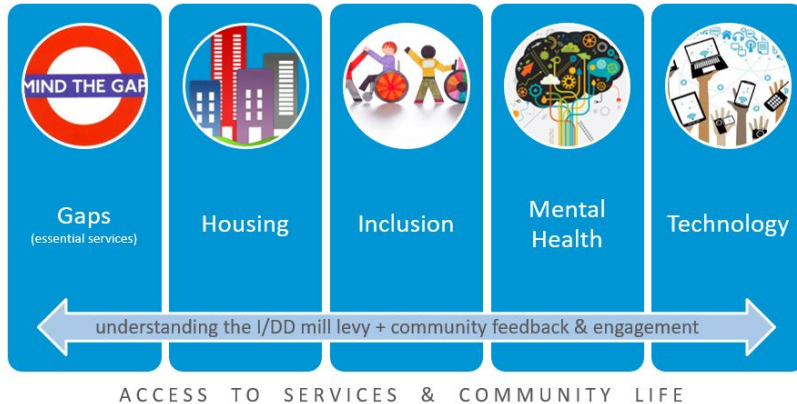 MIND THE GAP
Gaps
(essential services)
Housing
Inclusion
Mental
Health
Technology
understanding the I/DD mill levy + community feedback & engagement
ACCESS TO SERVICES & COMMUNITY LIFE